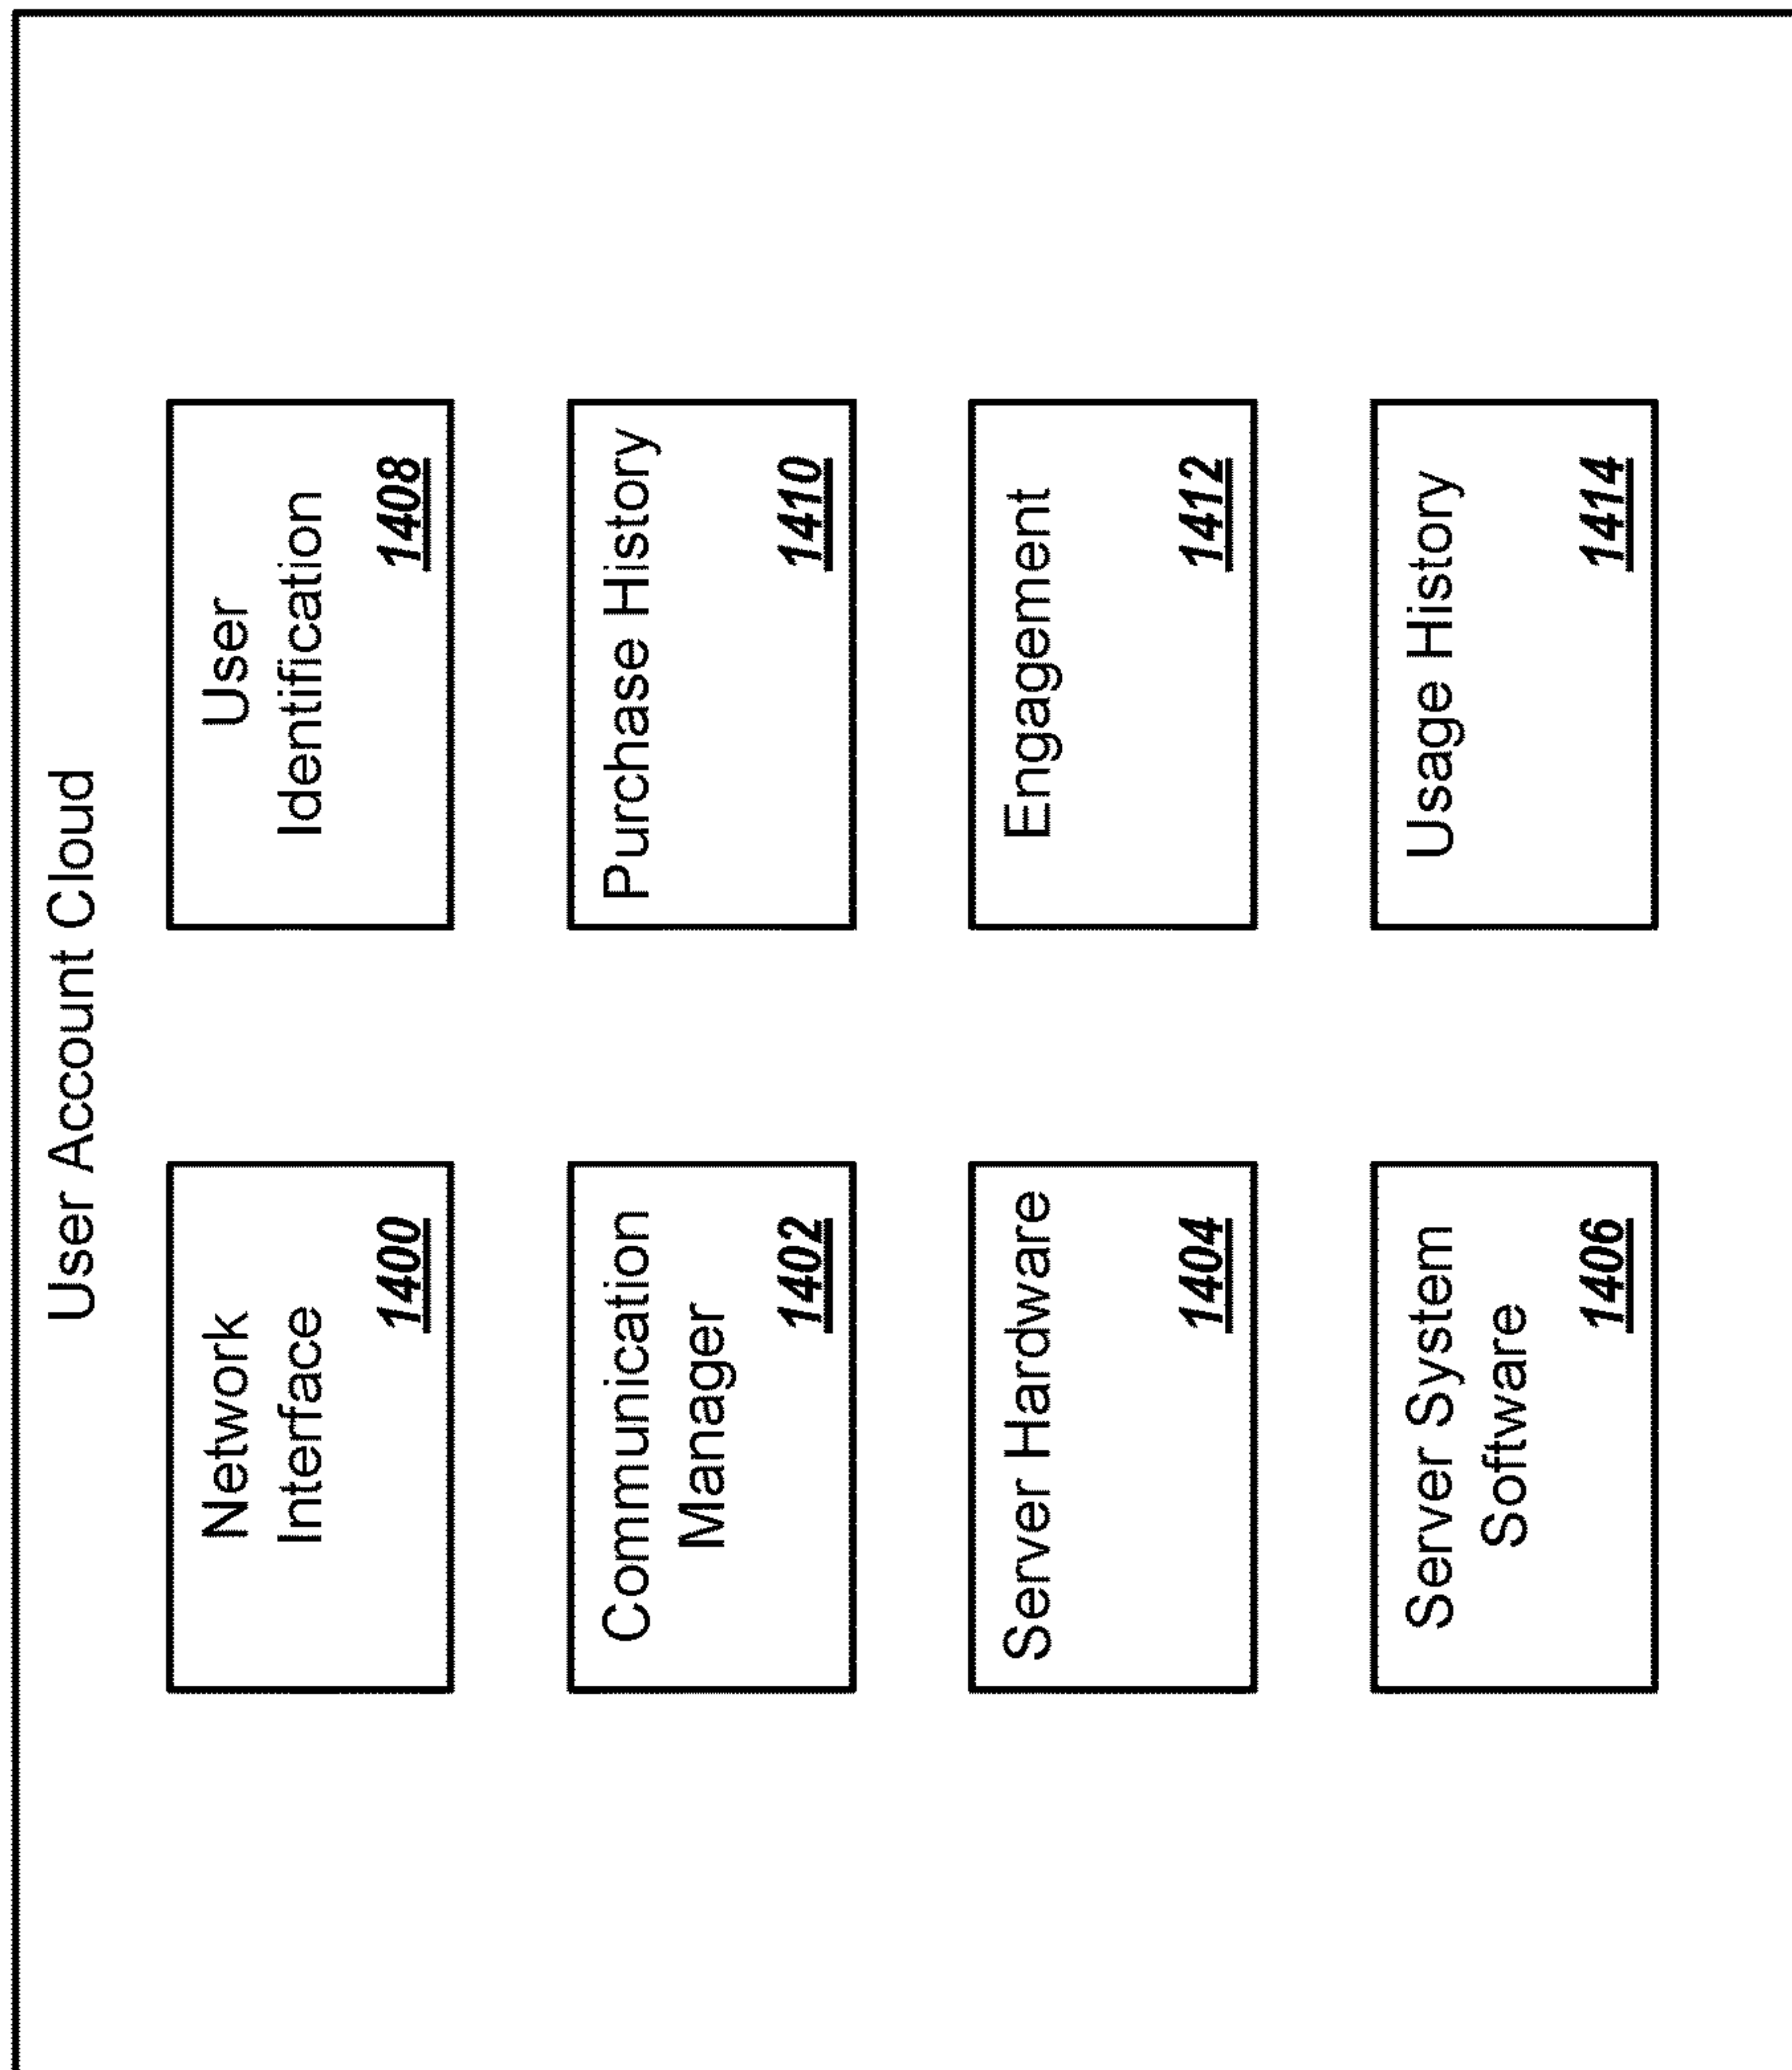 User Account Cloud
Network
Interface
1400
Communication
Manager
1402
Server Hardware
1404
Server System
Software
1406
User
Identification
1408
Purchase History
1410
Engagement
1412
Usage History
1414